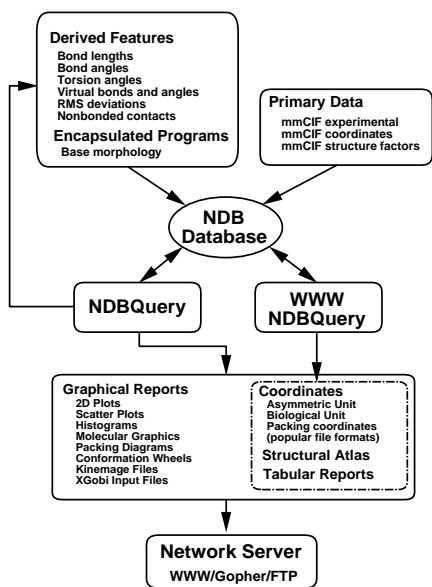 Derived Features
Bond lengths
Bond angles
Torsion angles
Virtual bonds and angles
RMS deviations
Nonbonded contacts
Encapsulated Programs
Base morphology
Primary Data
mmCIF experimental
mmCIF coordinates
mmCIF structure factors
NDB
Database
NDBQuery
WWW
NDBQuery
Graphical Reports
2D Plots
Scatter Plots
Histograms
Molecular Graphics
Packing Diagrams
Conformation Wheels
Kinemage Files
XGobi Input Files
Coordinates
Asymmetric Unit
Biological Unit
Packing coordinates
(popular file formats)
Structural Atlas
Tabular Reports
Network Server
WWW/Gopher/FTP